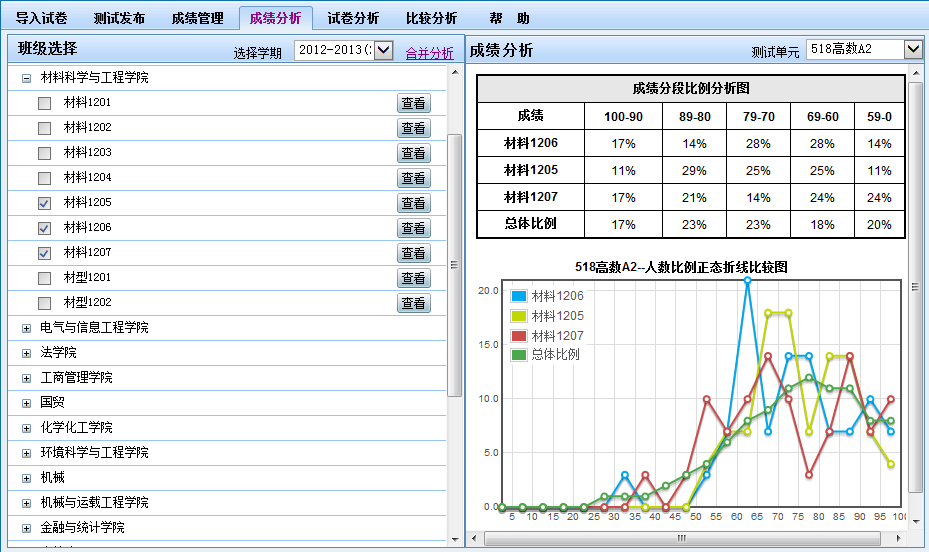 导入试卷 测试发布 成绩管理 成绩分析 试卷分析 比较分析 帮 助
班级选择 选择学期 2012-2013( 合并分析
材料科学与工程学院
材料1201 查看
材料1202 查看
材料1203 查看
材料1204 查看
材料1205 查看
材料1206 查看
材料1207 查看
材型1201 查看
材型1202 查看
电气与信息工程学院
法学院
工商管理学院
国贸
化学化工学院
环境科学与工程学院
机械
机械与运载工程学院
金融与统计学院
成绩分析 测试单元 518高数A2
成绩分段比例分析图
成绩 100-90 89-80 79-70 69-60 59-0
材料1206 17% 14% 28% 28% 14%
材料1205 11% 29% 25% 25% 11%
材料1207 17% 21% 14% 24% 24%
总体比例 17% 23% 23% 18% 20%
518高数A2--人数比例正态折线比较图
材料1206
材料1205
材料1207
总体比例
20.0
15.0
10.0
5.0
0.0
5 10 15 20 25 30 35 40 45 50 55 60 65 70 75 80 85 90 95 100